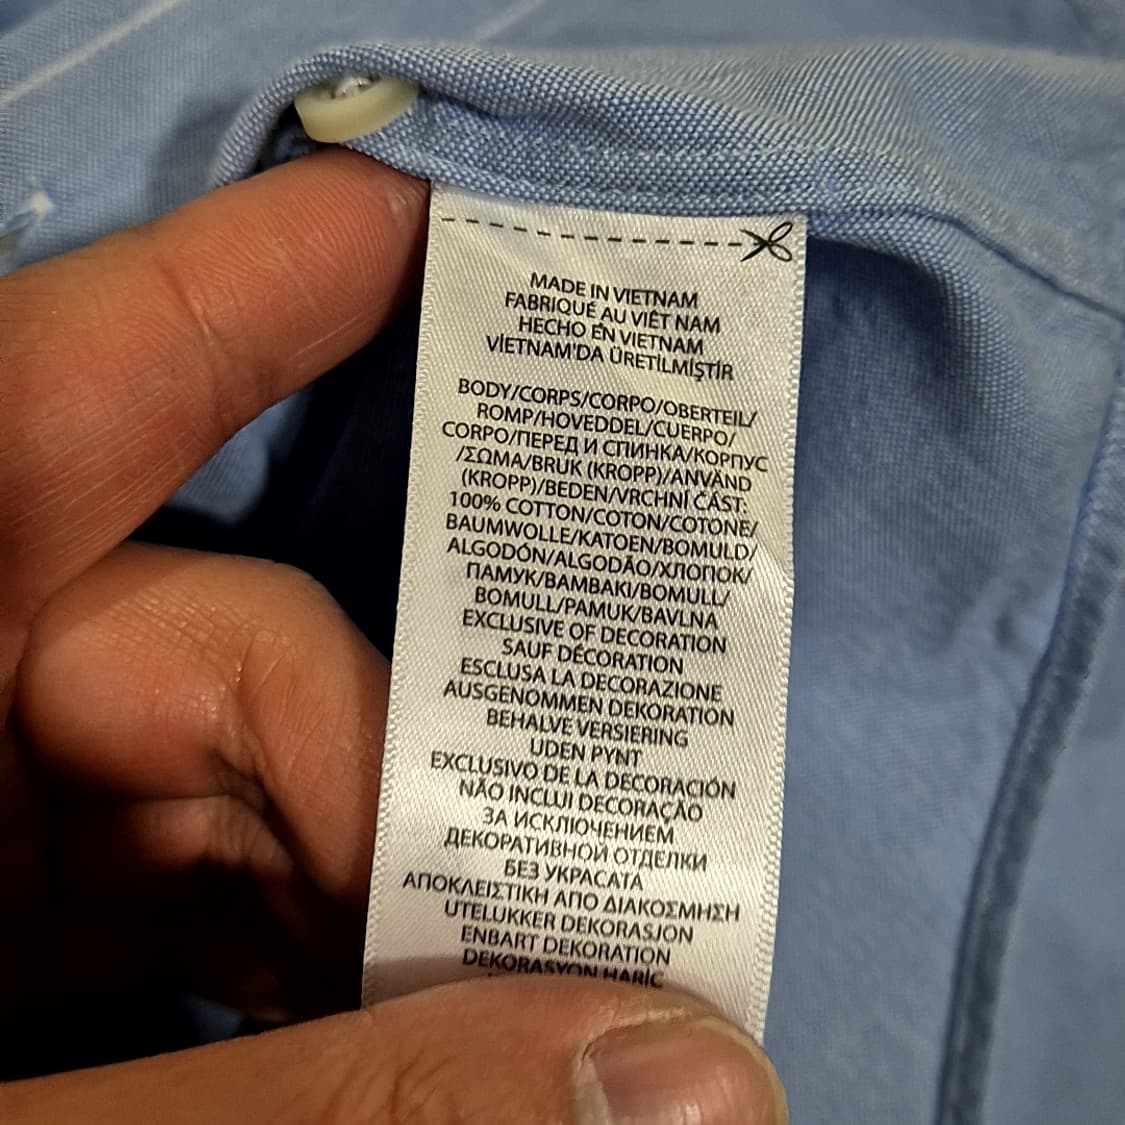 MADE IN VIETNAM
FABRIQUÉ AU VIÊT NAM
HECHO EN VIETNAM
VİETNAM'DA ÜRETİLMİŞTİR
BODY/CORPS/CORPO/OBERTEIL/
ROMP/HOVEDDEL/CUERPO/
CORPO/ПЕРЕД И СПИНКА/КОРПУС
/ΣΩΜΑ/BRUK (KROPP)/ANVÄND
(KROPP)/BEDEN/VRCHNÍ ČÁST:
100% COTTON/COTON/COTONE/
BAUMWOLLE/KATOEN/BOMULD/
ALGODÓN/ALGODÃO/ХЛОПОК/
ПАМУК/ΒΑΜΒΑΚΙ/BOMULL/
BOMULL/PAMUK/BAVLNA
EXCLUSIVE OF DECORATION
SAUF DÉCORATION
ESCLUSA LA DECORAZIONE
AUSGENOMMEN DEKORATION
BEHALVE VERSIERING
UDEN PYNT
EXCLUSIVO DE LA DECORACIÓN
NÃO INCLUI DECORAÇÃO
ЗА ИСКЛЮЧЕНИЕМ
ДЕКОРАТИВНОЙ ОТДЕЛКИ
БЕЗ УКРАСАТА
ΑΠΟΚΛΕΙΣΤΙΚΗ ΑΠΟ ΔΙΑΚΟΣΜΗΣΗ
UTELUKKER DEKORASJON
ENBART DEKORATION
DEKORASYON HARİC